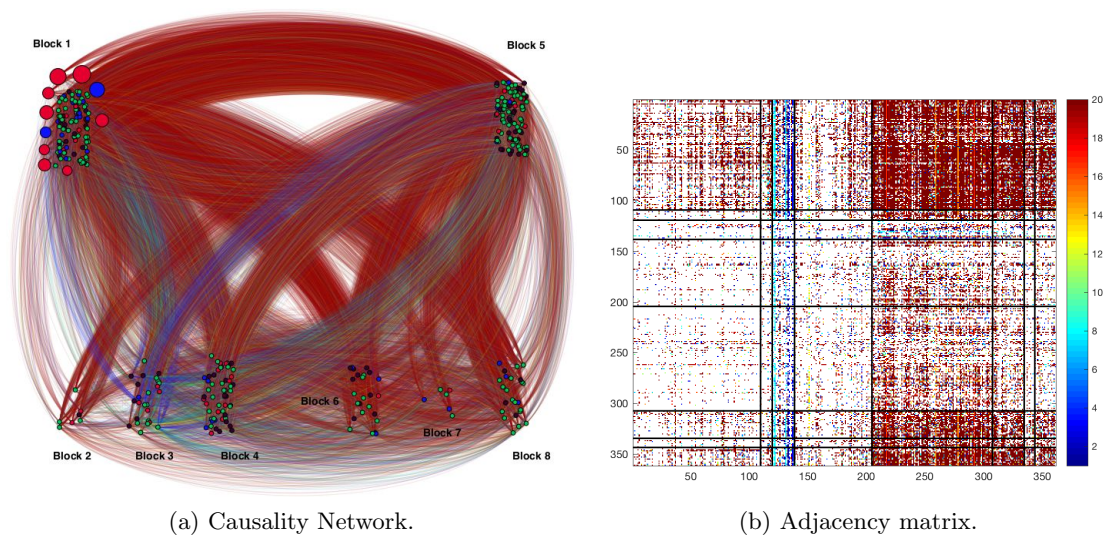 Block 1
Block 5
Block 6
Block 7
Block 2
Block 3
Block 4
Block 8
50
100
150
200
250
300
350
50
100
150
200
250
300
350
20
18
16
14
12
10
8
6
4
2
(a) Causality Network.
(b) Adjacency matrix.